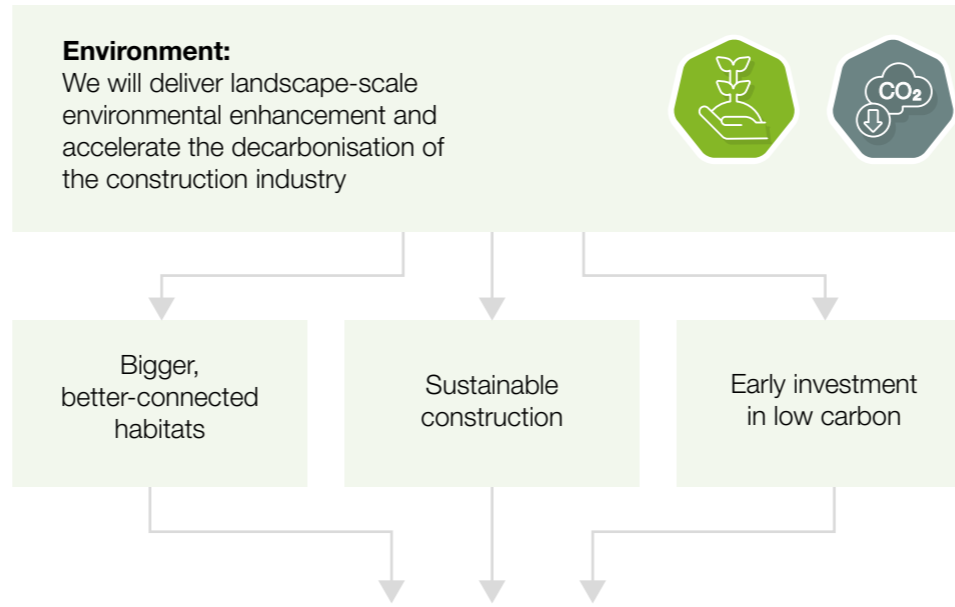 Environment:
We will deliver landscape-scale
environmental enhancement and
accelerate the decarbonisation of
the construction industry
CO₂
Bigger,
better-connected
habitats
Sustainable
construction
Early investment
in low carbon